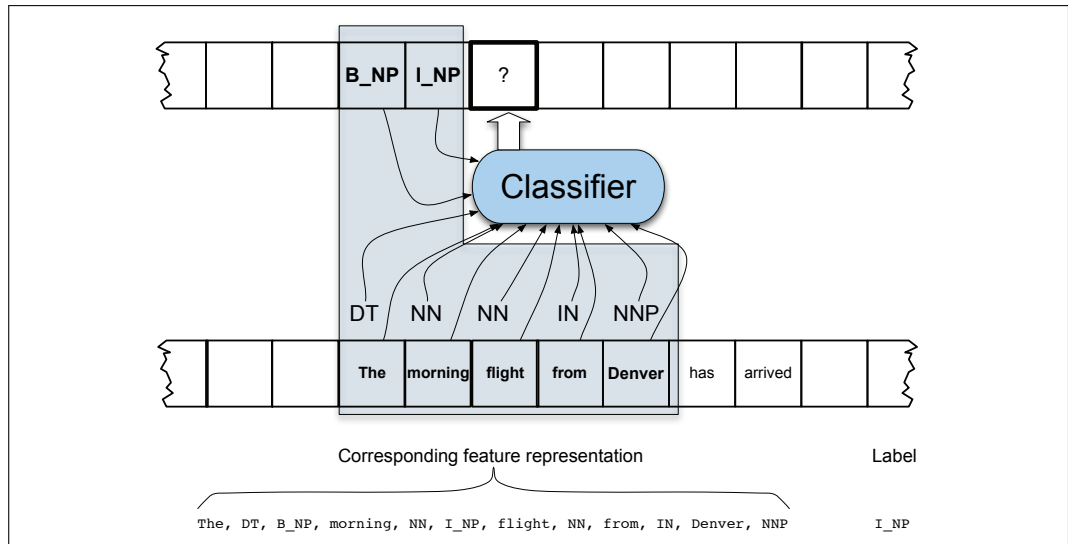 B_NP I_NP ?
Classifier
DT NN NN IN NNP
The morning flight from Denver has arrived
Corresponding feature representation Label
The, DT, B_NP, morning, NN, I_NP, flight, NN, from, IN, Denver, NNP I_NP